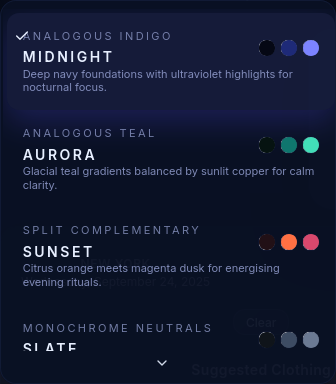 ANALOGOUS INDIGO
MIDNIGHT
Deep navy foundations with ultraviolet highlights for
nocturnal focus.
ANALOGOUS TEAL
AURORA
Glacial teal gradients balanced by sunlit copper for calm
clarity.
SPLIT COMPLEMENTARY
SUNSET
Citrus orange meets magenta dusk for energising
evening rituals.
Clear
MONOCHROME NEUTRALS
SLATE
Suggested Clothing